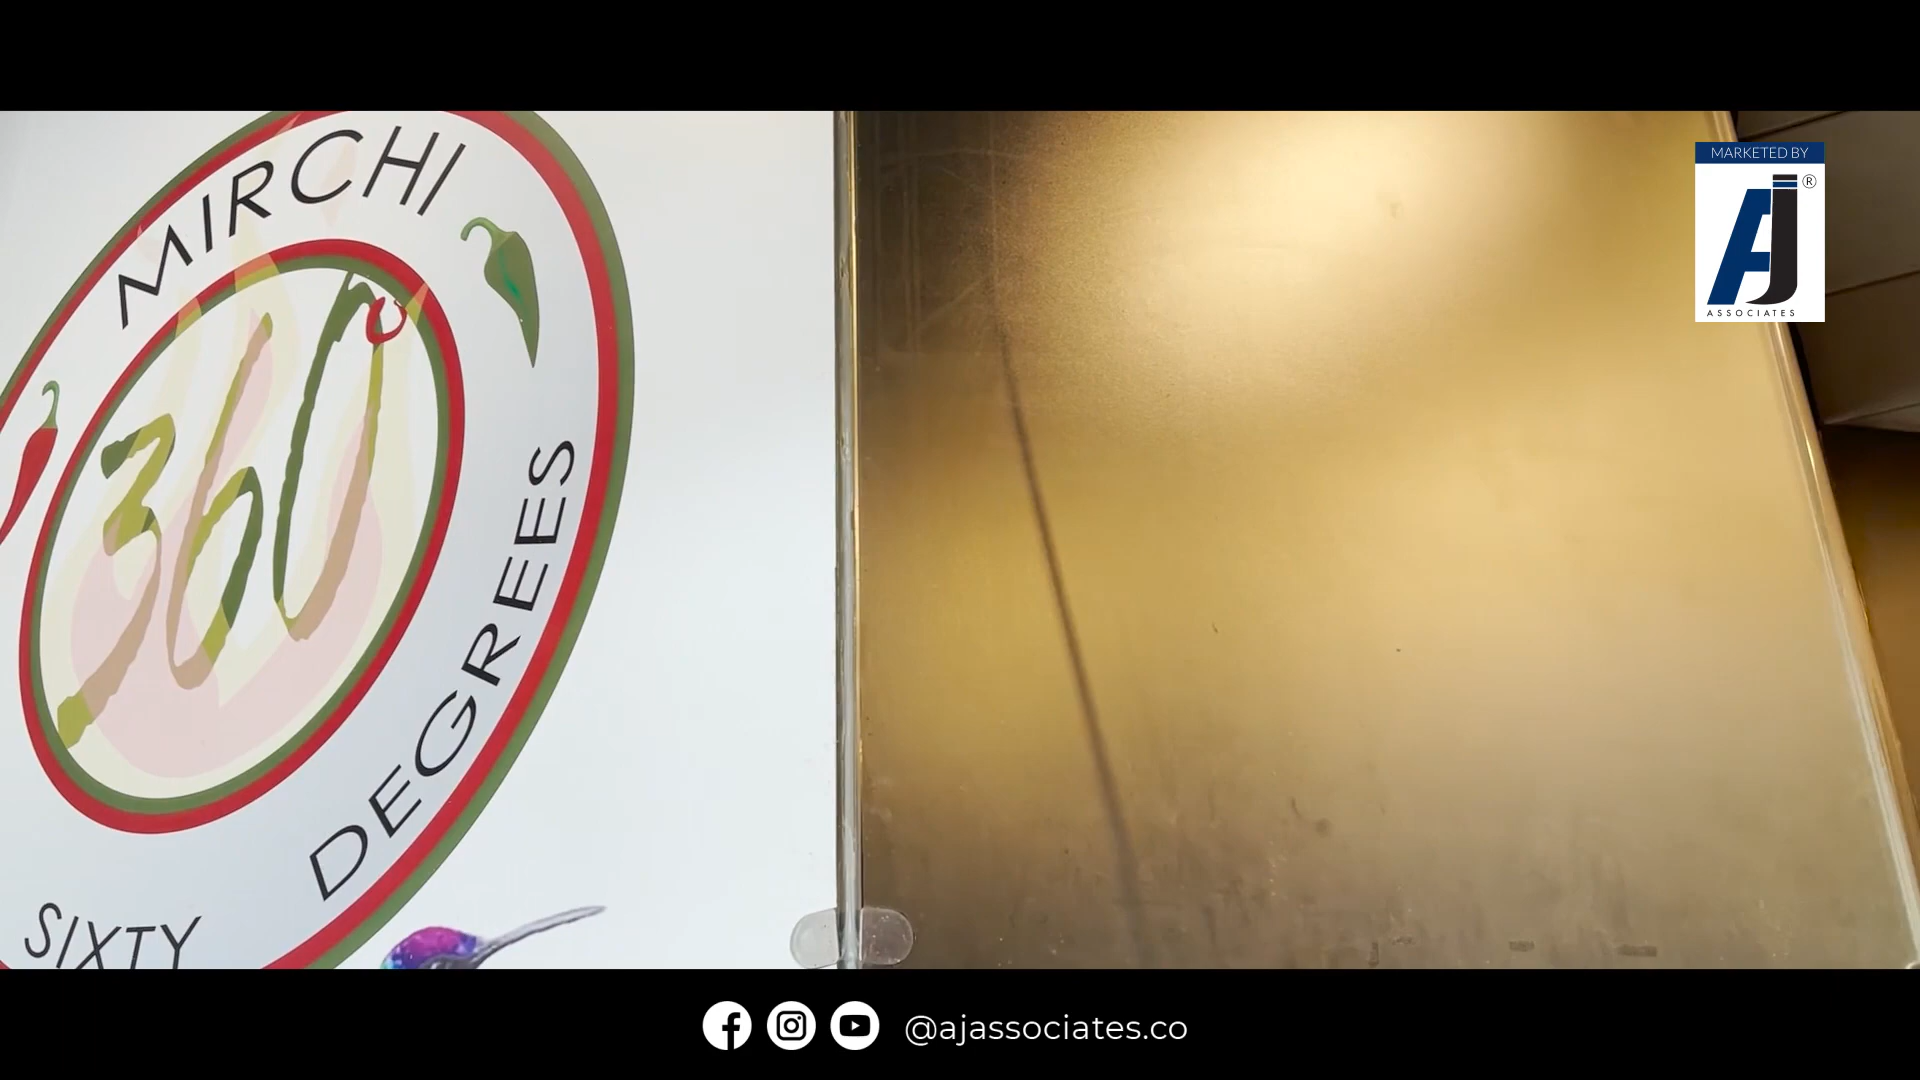 MIRCHI
360
DEGREES
SIXTY
MARKETED BY
AJ ®
ASSOCIATES
@ajassociates.co